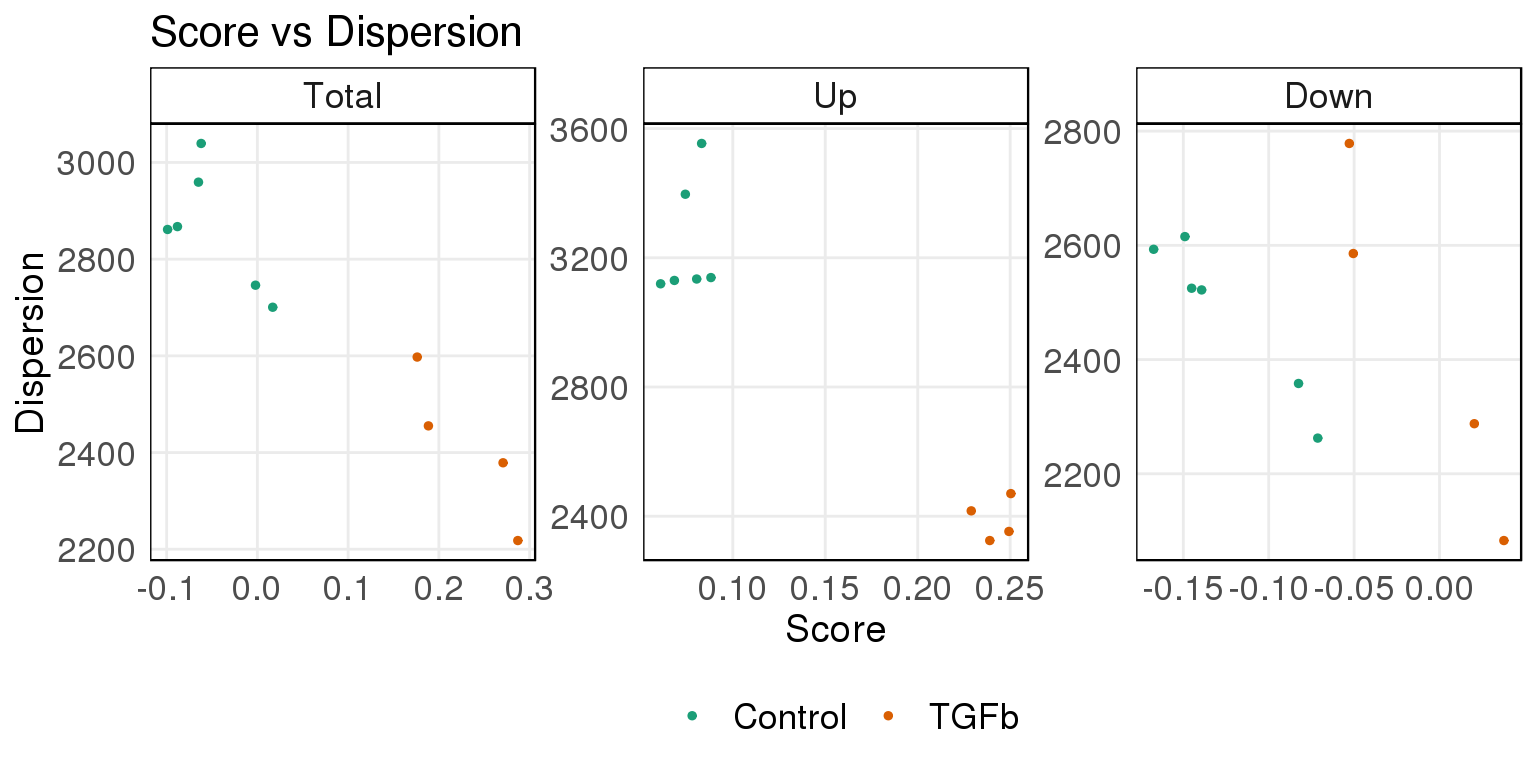 Score vs Dispersion
Total
Up
Down
Dispersion
3000
2800
2600
2400
2200
-0.1 0.0 0.1 0.2 0.3
3600
3200
2800
2400
0.10 0.15 0.20 0.25
2800
2600
2400
2200
-0.15 -0.10 -0.05 0.00
Score
Control TGFb